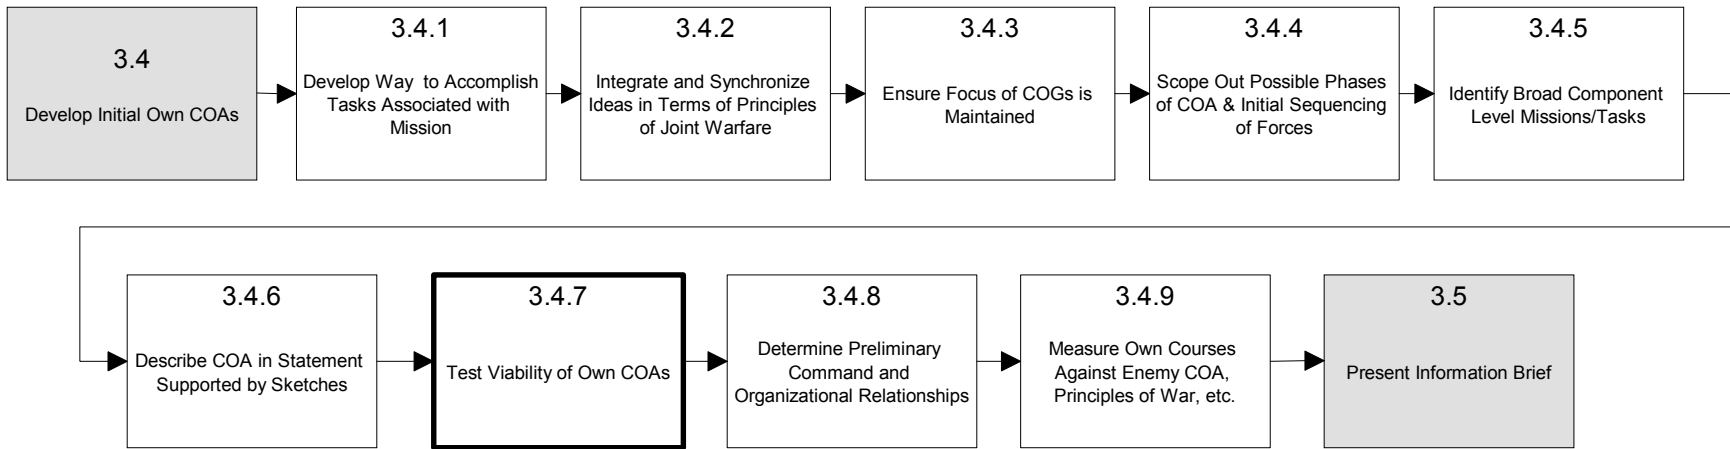 3.4
Develop Initial Own COAs
3.4.1
Develop Way to Accomplish
Tasks Associated with
Mission
3.4.2
Integrate and Synchronize
Ideas in Terms of Principles
of Joint Warfare
3.4.3
Ensure Focus of COGs is
Maintained
3.4.4
Scope Out Possible Phases
of COA & Initial Sequencing
of Forces
3.4.5
Identify Broad Component
Level Missions/Tasks
3.4.6
Describe COA in Statement
Supported by Sketches
3.4.7
Test Viability of Own COAs
3.4.8
Determine Preliminary
Command and
Organizational Relationships
3.4.9
Measure Own Courses
Against Enemy COA,
Principles of War, etc.
3.5
Present Information Brief